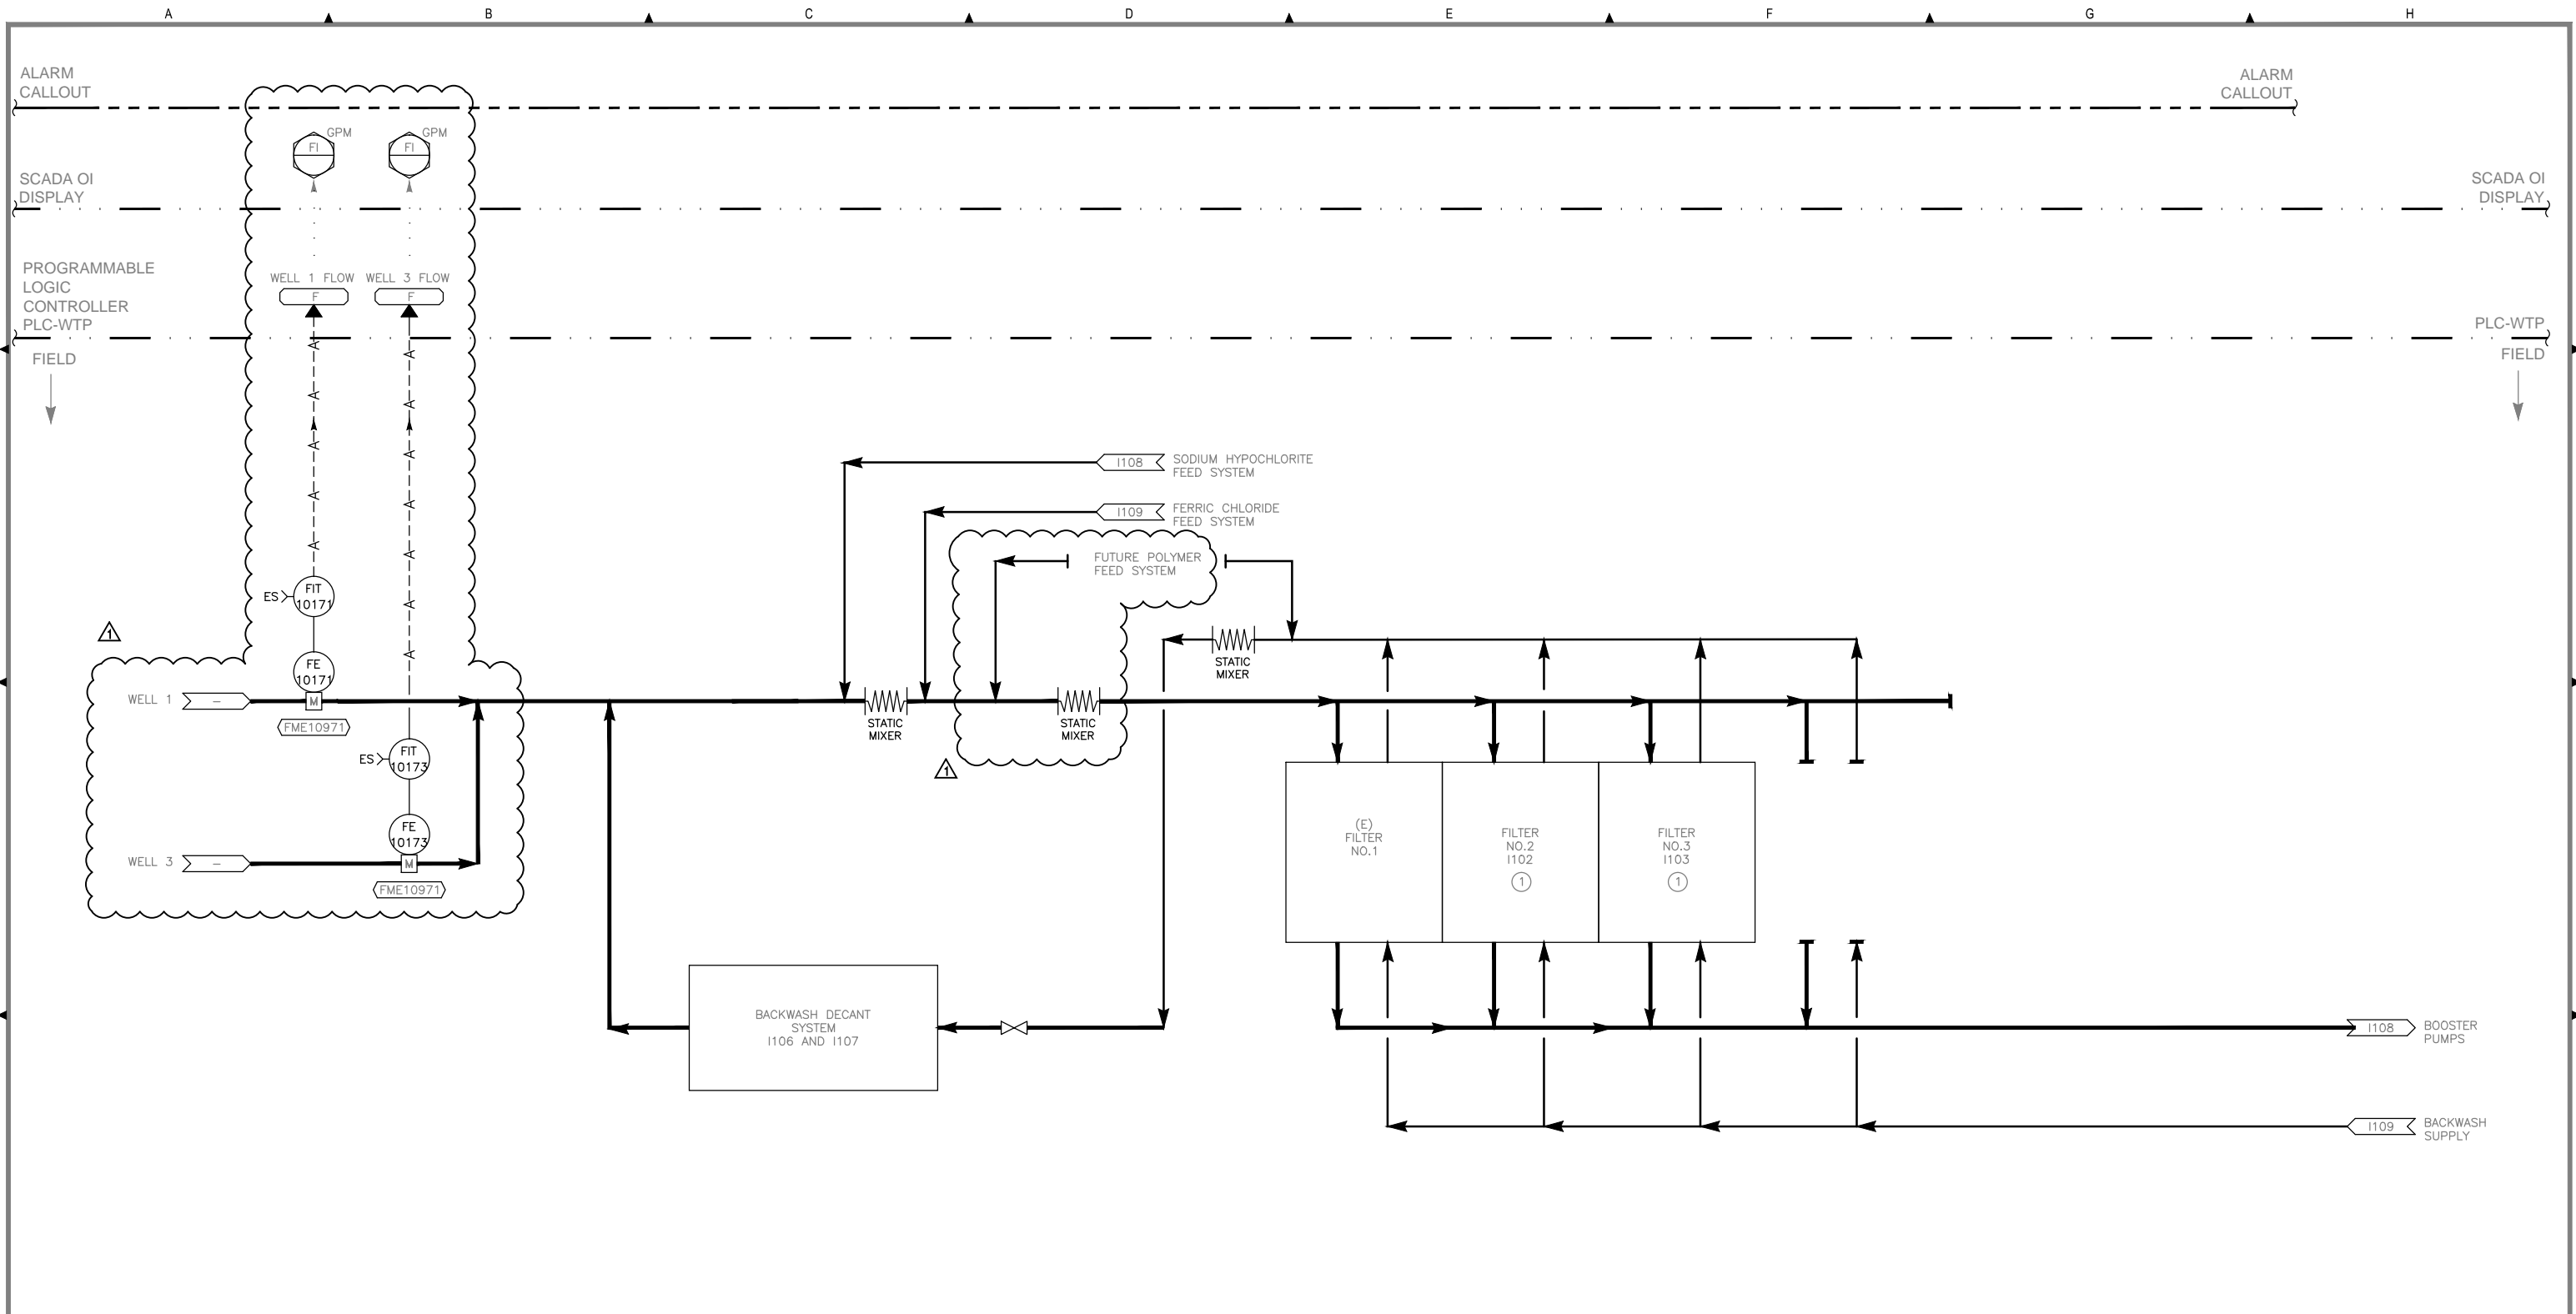 A B C D E F G H
ALARM
CALLOUT
ALARM
CALLOUT
GPM
FI
GPM
FI
SCADA OI
DISPLAY
SCADA OI
DISPLAY
PROGRAMMABLE
LOGIC
CONTROLLER
PLC-WTP
WELL 1 FLOW
F
WELL 3 FLOW
F
PLC-WTP
FIELD
FIELD
A
A
A
A
A
A
A
A
A
A
A
A
I108
SODIUM HYPOCHLORITE
FEED SYSTEM
I109
FERRIC CHLORIDE
FEED SYSTEM
FUTURE POLYMER
FEED SYSTEM
ES
FIT
10171
1
FE
10171
STATIC
MIXER
WELL 1
–
M
FME10971
STATIC
MIXER
STATIC
MIXER
ES
FIT
10173
1
FE
10173
WELL 3
–
M
FME10971
(E)
FILTER
NO.1
FILTER
NO.2
I102
1
FILTER
NO.3
I103
1
BACKWASH DECANT
SYSTEM
I106 AND I107
I108
BOOSTER
PUMPS
I109
BACKWASH
SUPPLY